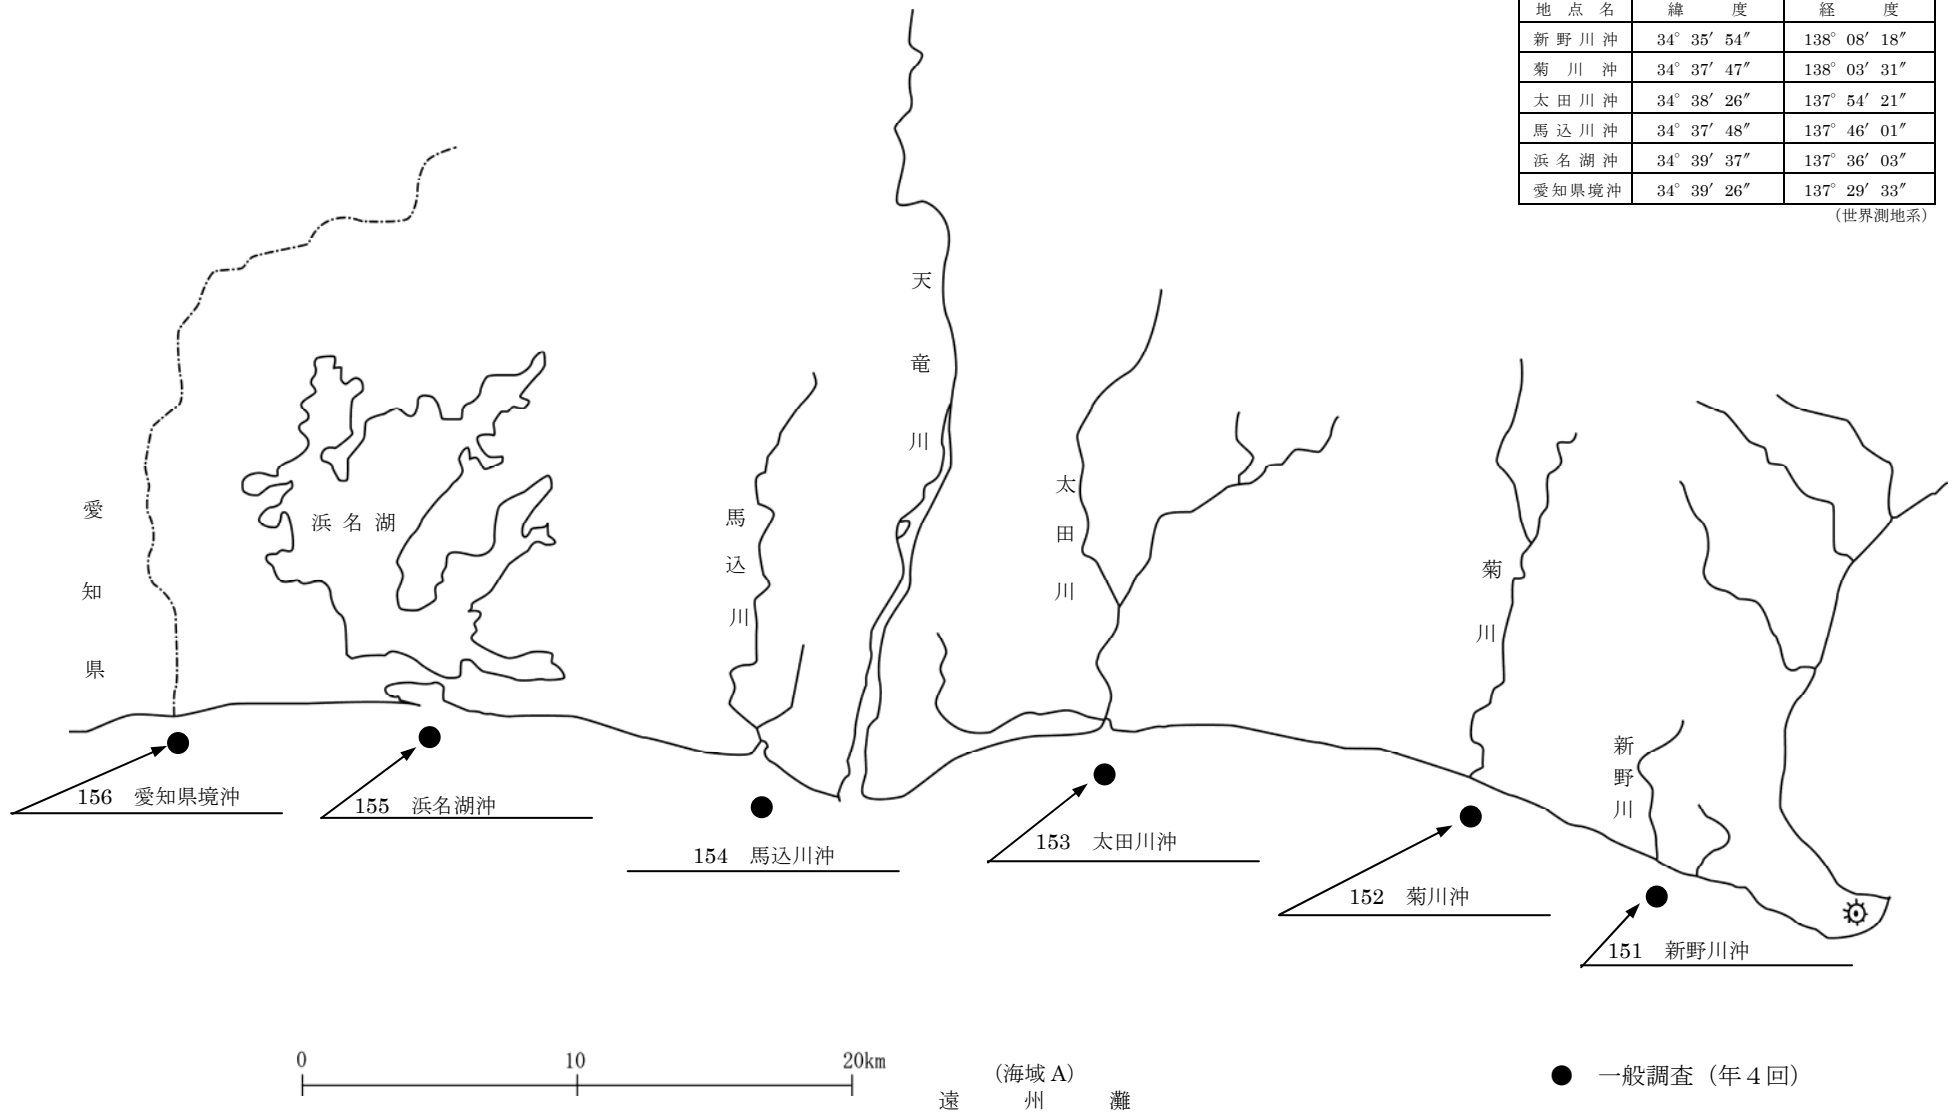 地点名 緯度 経度
新野川沖 34° 35′ 54″ 138° 08′ 18″
菊川沖 34° 37′ 47″ 138° 03′ 31″
太田川沖 34° 38′ 26″ 137° 54′ 21″
馬込川沖 34° 37′ 48″ 137° 46′ 01″
浜名湖沖 34° 39′ 37″ 137° 36′ 03″
愛知県境沖 34° 39′ 26″ 137° 29′ 33″
（世界測地系）
愛知県
浜名湖
馬込川
天竜川
太田川
菊川
新野川
156 愛知県境沖
155 浜名湖沖
154 馬込川沖
153 太田川沖
152 菊川沖
151 新野川沖
0 10 20km
（海域 A）
遠州灘
● 一般調査（年４回）